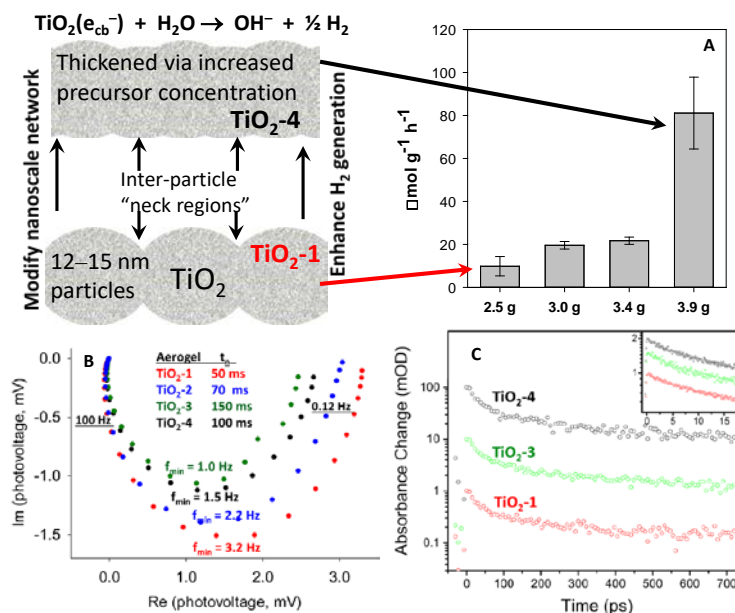 TiO₂(e_cb⁻) + H₂O → OH⁻ + ½ H₂
Thickened via increased
precursor concentration
TiO₂-4
Modify nanoscale network
Inter-particle
“neck regions”
Enhance H₂ generation
TiO₂-1
12–15 nm
particles
TiO₂
A
□mol g⁻¹ h⁻¹
120
100
80
60
40
20
0
2.5 g 3.0 g 3.4 g 3.9 g
B
Aerogel t₀
TiO₂-1 50 ms
TiO₂-2 70 ms
TiO₂-3 150 ms
TiO₂-4 100 ms
100 Hz
0.12 Hz
f_min = 1.0 Hz
f_min = 1.5 Hz
f_min = 2.2 Hz
f_min = 3.2 Hz
Im (photovoltage, mV)
0.0
-0.5
-1.0
-1.5
0.0 1.0 2.0 3.0
Re (photovoltage, mV)
C
Absorbance Change (mOD)
100
10
1
0.1
TiO₂-4
TiO₂-3
TiO₂-1
2
1
0 5 10 15
0 100 200 300 400 500 600 700
Time (ps)